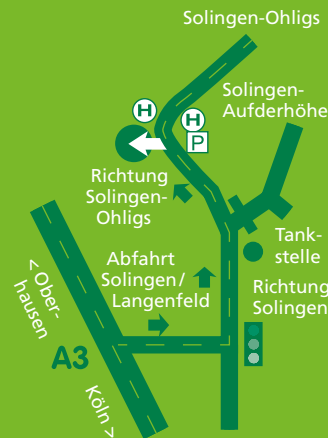 Solingen-Ohligs
Solingen-
Aufderhöhe
H
H
P
Richtung
Solingen-
Ohligs
Tank-
stelle
Abfahrt
Solingen/
Langenfeld
Richtung
Solingen
< Ober-
hausen
A3
Köln >